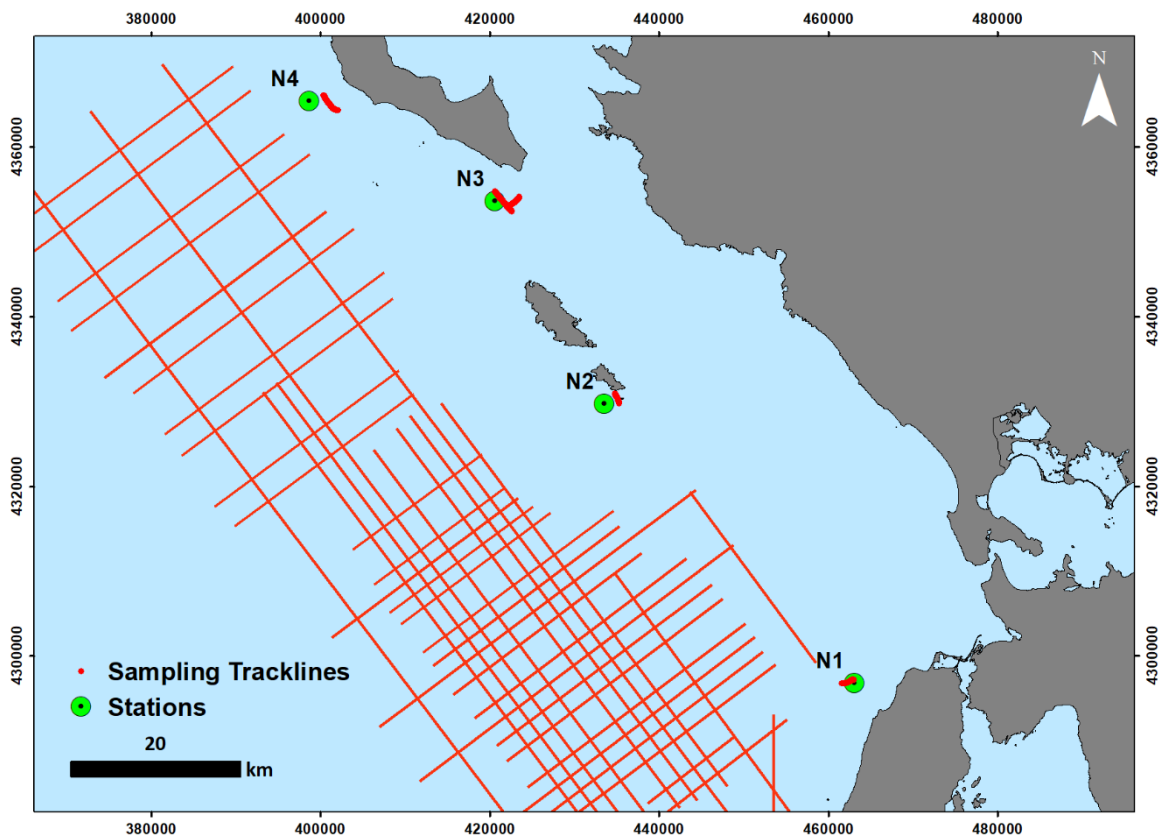 380000 400000 420000 440000 460000 480000
N
N4
4360000 4360000
N3
4340000 4340000
N2
4320000 4320000
4300000 4300000
N1
Sampling Tracklines
Stations
20
km
380000 400000 420000 440000 460000 480000